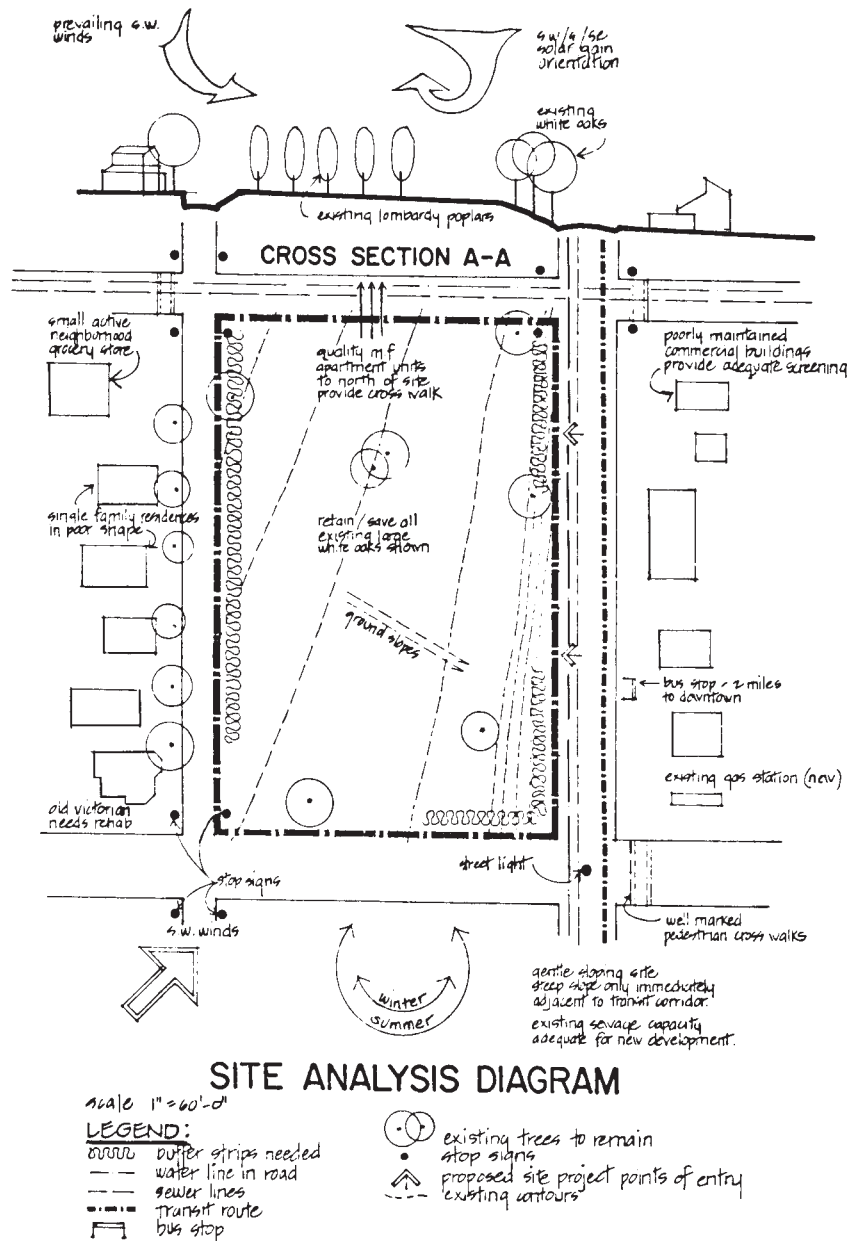 prevailing s.w.
winds
sw/s/se
solar gain
orientation
existing
white oaks
existing lombardy poplars
CROSS SECTION A-A
small active
neighborhood
grocery store
quality mf
apartment units
to north of site
provide cross walk
poorly maintained
commercial buildings
provide adequate screening
single family residences
in poor shape
retain/save all
existing large
white oaks shown
ground slopes
bus stop - 2 miles
to downtown
existing gas station (new)
old victorian
needs rehab
street light
stop signs
s.w. winds
well marked
pedestrian cross walks
winter
summer
gentle sloping site
steep slope only immediately
adjacent to transit corridor.
existing sewage capacity
adequate for new development.
SITE ANALYSIS DIAGRAM
scale 1"=60'-0"
LEGEND:
buffer strips needed
water line in road
sewer lines
transit route
bus stop
existing trees to remain
stop signs
proposed site project points of entry
existing contours